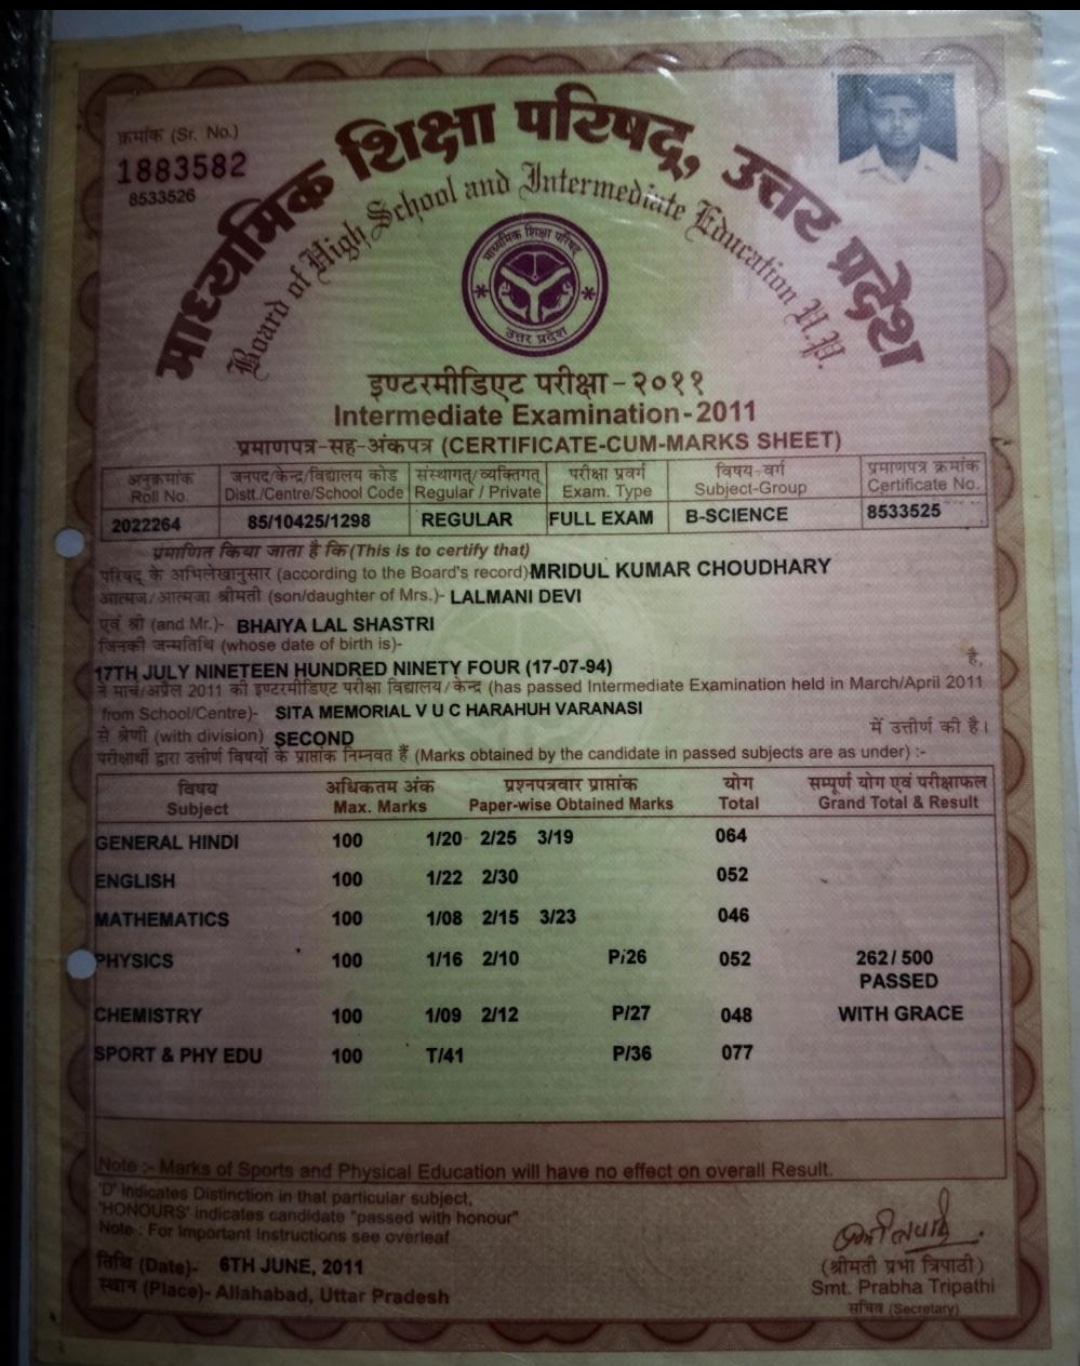 क्रमांक (Sr. No.)
1883582
8533526
माध्यमिक शिक्षा परिषद्, उत्तर प्रदेश
Board of High School and Intermediate Education U.P.
माध्यमिक शिक्षा परिषद्
उत्तर प्रदेश
इण्टरमीडिएट परीक्षा-२०११
Intermediate Examination-2011
प्रमाणपत्र-सह-अंकपत्र (CERTIFICATE-CUM-MARKS SHEET)
अनुक्रमांक जनपद/केन्द्र/विद्यालय कोड संस्थागत/व्यक्तिगत परीक्षा प्रवर्ग विषय-वर्ग प्रमाणपत्र क्रमांक
Roll No. Distt./Centre/School Code Regular / Private Exam. Type Subject-Group Certificate No.
2022264 85/10425/1298 REGULAR FULL EXAM B-SCIENCE 8533525
प्रमाणित किया जाता है कि (This is to certify that)
परिषद् के अभिलेखानुसार (according to the Board's record) MRIDUL KUMAR CHOUDHARY
आत्मज/आत्मजा श्रीमती (son/daughter of Mrs.)- LALMANI DEVI
एवं श्री (and Mr.)- BHAIYA LAL SHASTRI
जिनकी जन्मतिथि (whose date of birth is)-
17TH JULY NINETEEN HUNDRED NINETY FOUR (17-07-94) है,
ने मार्च/अप्रैल 2011 की इण्टरमीडिएट परीक्षा विद्यालय/केन्द्र (has passed Intermediate Examination held in March/April 2011
from School/Centre)- SITA MEMORIAL V U C HARAHUH VARANASI
से श्रेणी (with division) SECOND में उत्तीर्ण की है।
परीक्षार्थी द्वारा उत्तीर्ण विषयों के प्राप्तांक निम्नवत हैं (Marks obtained by the candidate in passed subjects are as under) :-
विषय अधिकतम अंक प्रश्नपत्रवार प्राप्तांक योग सम्पूर्ण योग एवं परीक्षाफल
Subject Max. Marks Paper-wise Obtained Marks Total Grand Total & Result
GENERAL HINDI 100 1/20 2/25 3/19 064
ENGLISH 100 1/22 2/30 052
MATHEMATICS 100 1/08 2/15 3/23 046
PHYSICS 100 1/16 2/10 P/26 052 262/500
PASSED
CHEMISTRY 100 1/09 2/12 P/27 048 WITH GRACE
SPORT & PHY EDU 100 T/41 P/36 077
Note :- Marks of Sports and Physical Education will have no effect on overall Result.
'D' Indicates Distinction in that particular subject,
'HONOURS' indicates candidate "passed with honour"
Note : For Important Instructions see overleaf
तिथि (Date)- 6TH JUNE, 2011
स्थान (Place)- Allahabad, Uttar Pradesh
(श्रीमती प्रभा त्रिपाठी)
Smt. Prabha Tripathi
सचिव (Secretary)